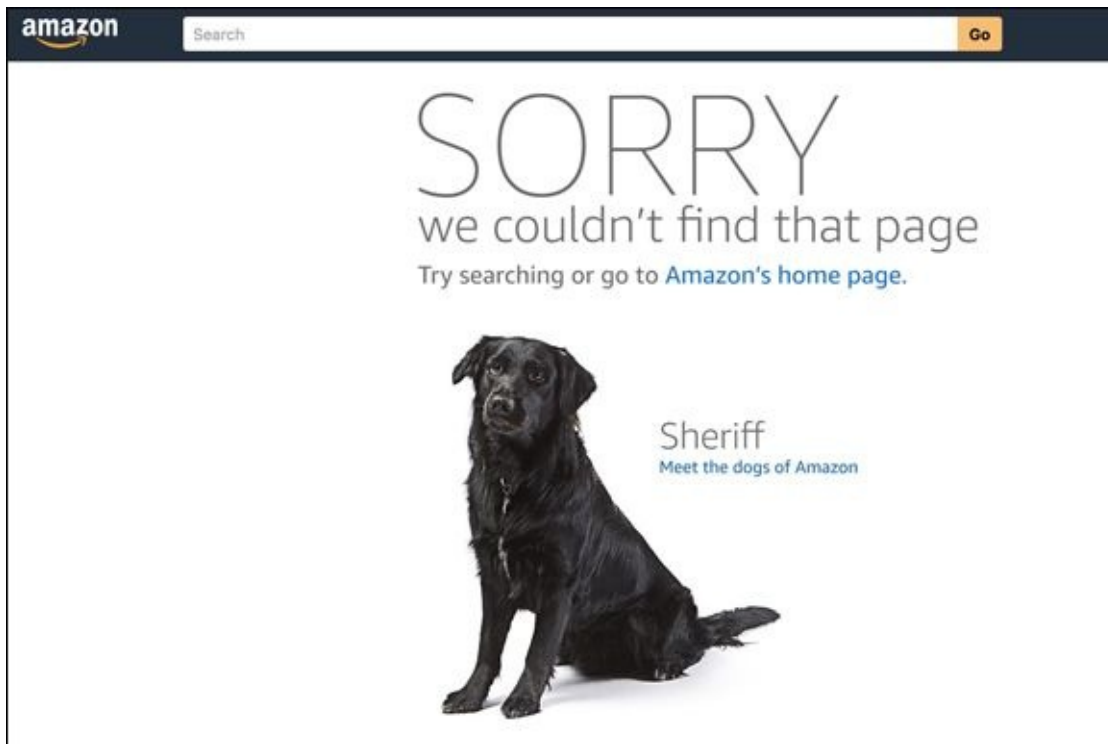 amazon
Search
Go
SORRY
we couldn't find that page
Try searching or go to Amazon's home page.
Sheriff
Meet the dogs of Amazon